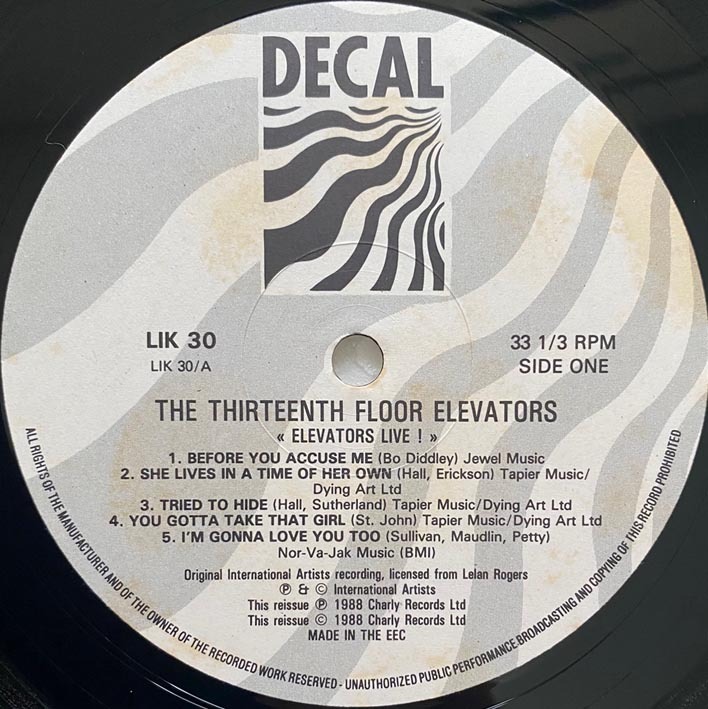 DECAL
LIK 30
LIK 30/A
33 1/3 RPM
SIDE ONE
THE THIRTEENTH FLOOR ELEVATORS
« ELEVATORS LIVE ! »
1. BEFORE YOU ACCUSE ME (Bo Diddley) Jewel Music
2. SHE LIVES IN A TIME OF HER OWN (Hall, Erickson) Tapier Music/
Dying Art Ltd
3. TRIED TO HIDE (Hall, Sutherland) Tapier Music/Dying Art Ltd
4. YOU GOTTA TAKE THAT GIRL (St. John) Tapier Music/Dying Art Ltd
5. I'M GONNA LOVE YOU TOO (Sullivan, Maudlin, Petty)
Nor-Va-Jak Music (BMI)
Original International Artists recording, licensed from Lelan Rogers
℗ & © International Artists
This reissue ℗ 1988 Charly Records Ltd
This reissue © 1988 Charly Records Ltd
MADE IN THE EEC
ALL RIGHTS OF THE MANUFACTURER AND OF THE OWNER OF THE RECORDED WORK RESERVED - UNAUTHORIZED PUBLIC PERFORMANCE BROADCASTING AND COPYING OF THIS RECORD PROHIBITED